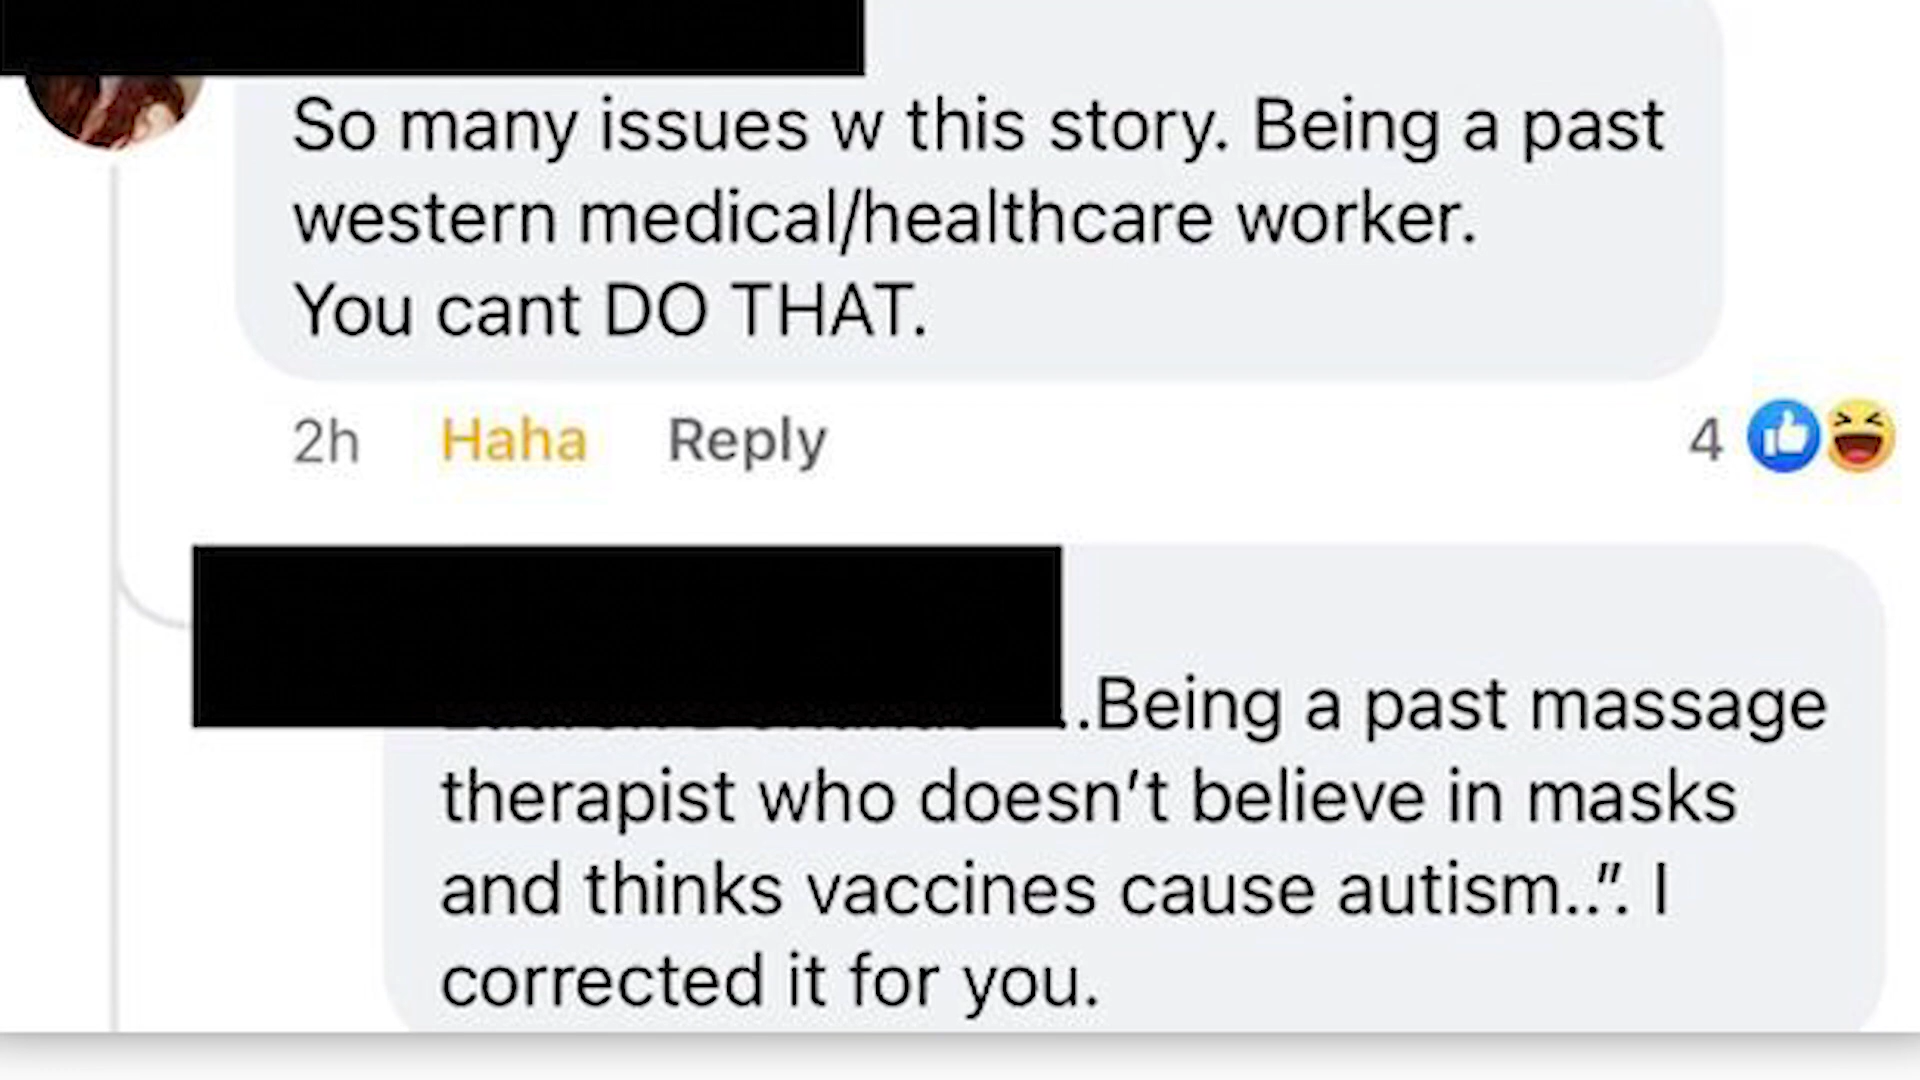 So many issues w this story. Being a past
western medical/healthcare worker.
You cant DO THAT.
2h Haha Reply 4
..Being a past massage
therapist who doesn’t believe in masks
and thinks vaccines cause autism..”. I
corrected it for you.